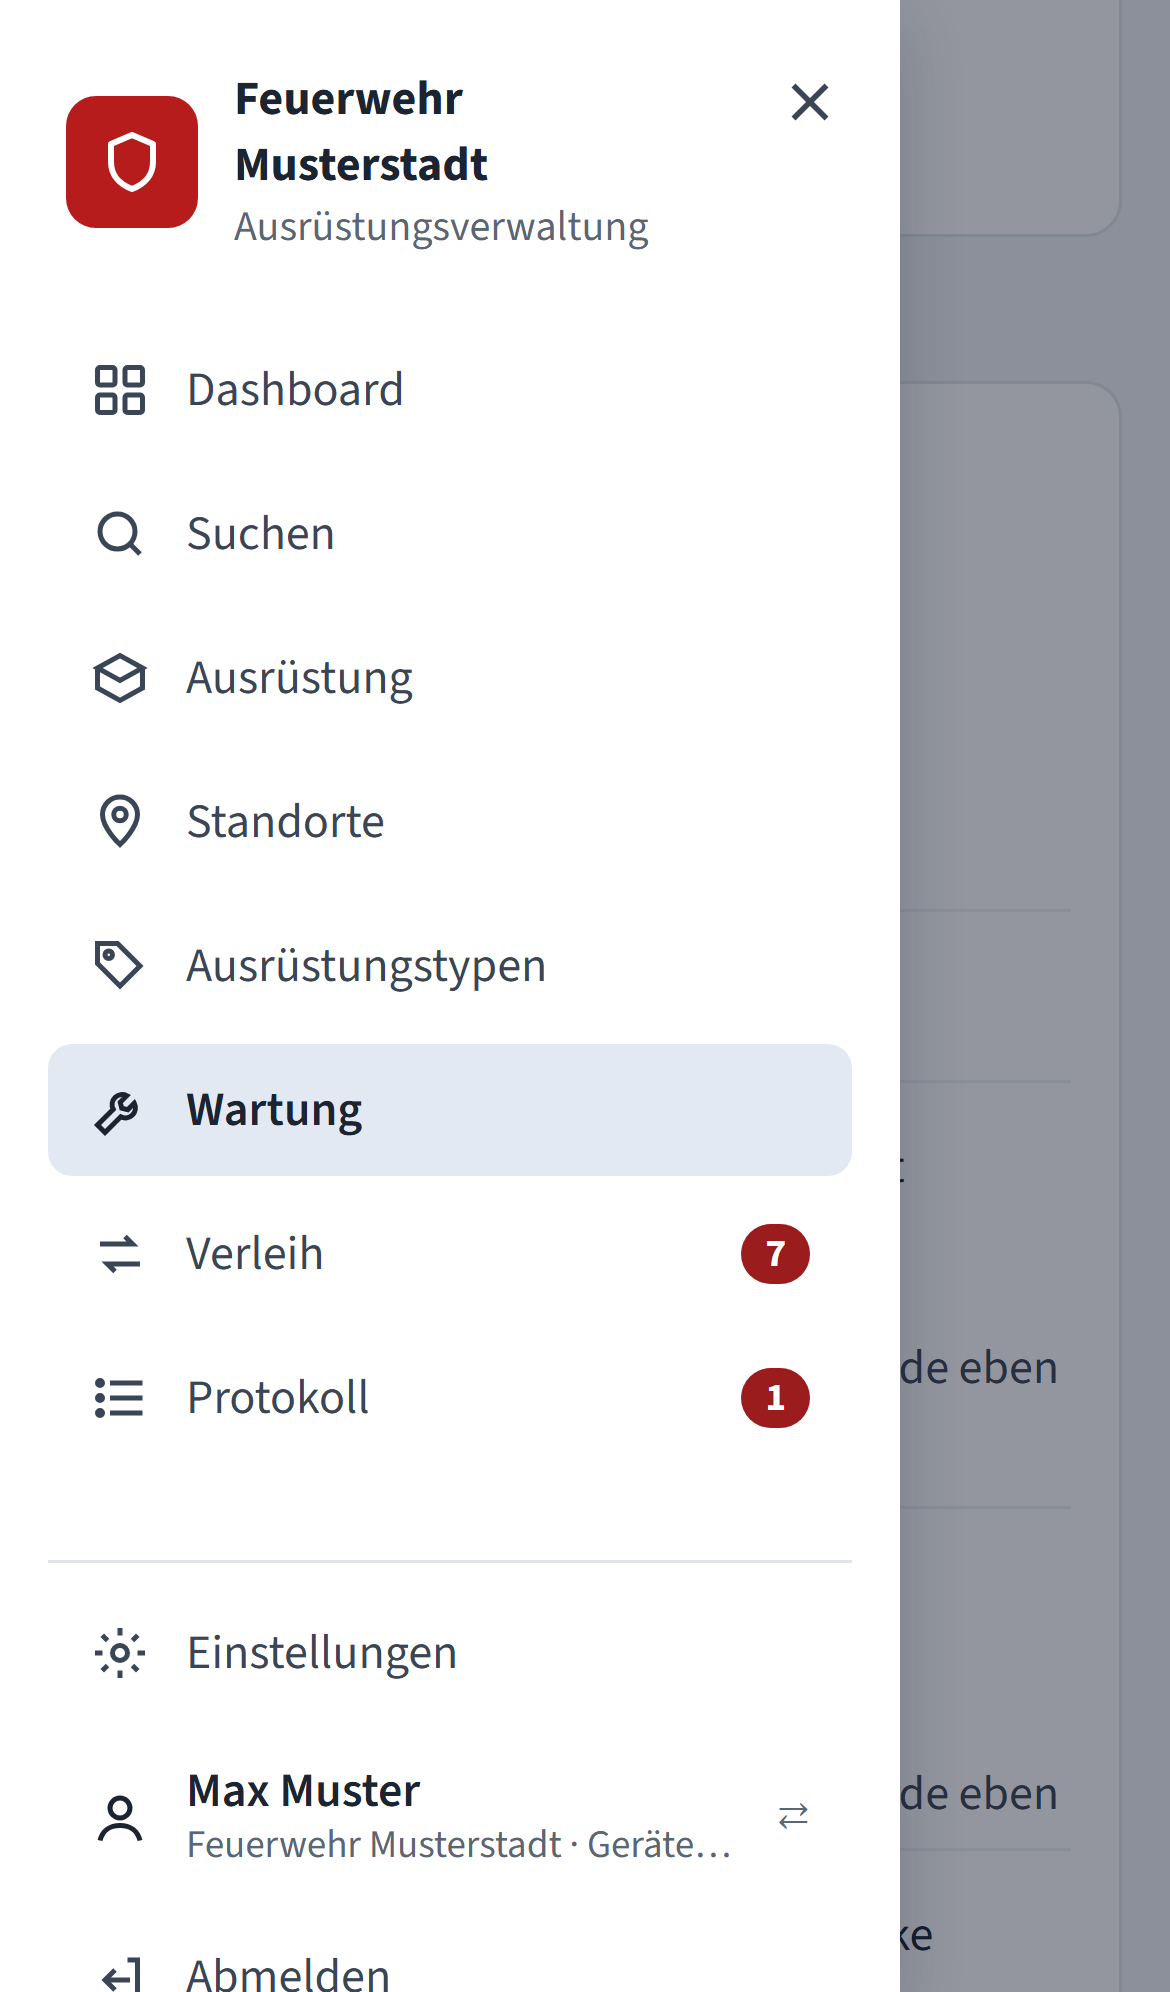 Feuerwehr
Musterstadt
Ausrüstungsverwaltung
Dashboard
Suchen
Ausrüstung
Standorte
Ausrüstungstypen
Wartung
Verleih 7
de eben
Protokoll 1
Einstellungen
Max Muster
de eben
Feuerwehr Musterstadt · Geräte…
ke
Abmelden